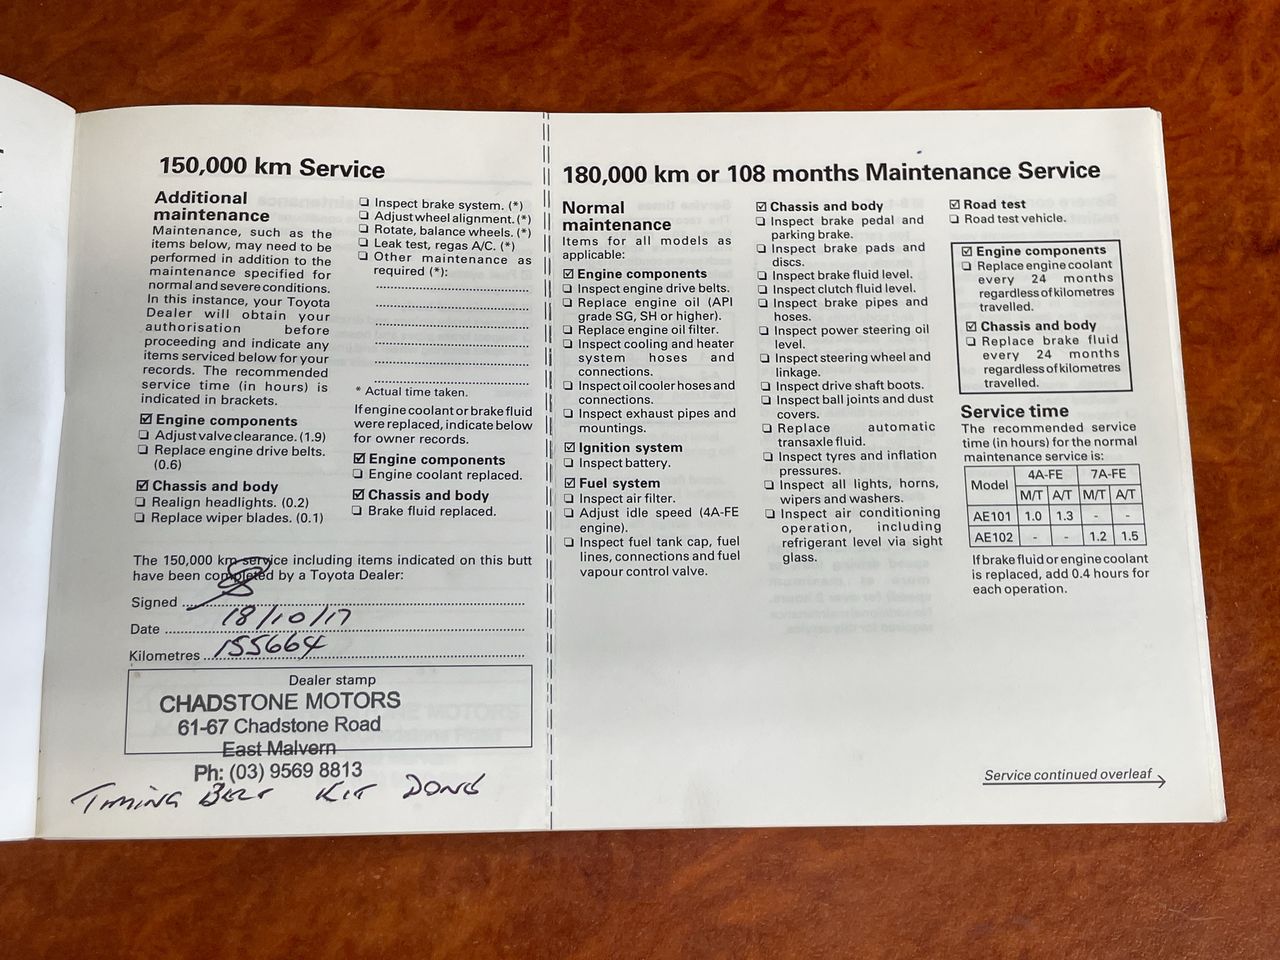 150,000 km Service
Additional
maintenance
Maintenance, such as the
items below, may need to be
performed in addition to the
maintenance specified for
normal and severe conditions.
In this instance, your Toyota
Dealer will obtain your
authorisation before
proceeding and indicate any
items serviced below for your
records. The recommended
service time (in hours) is
indicated in brackets.
☑ Engine components
❏ Adjust valve clearance. (1.9)
❏ Replace engine drive belts.
(0.6)
☑ Chassis and body
❏ Realign headlights. (0.2)
❏ Replace wiper blades. (0.1)
❏ Inspect brake system. (*)
❏ Adjust wheel alignment. (*)
❏ Rotate, balance wheels. (*)
❏ Leak test, regas A/C. (*)
❏ Other maintenance as
required (*):
* Actual time taken.
If engine coolant or brake fluid
were replaced, indicate below
for owner records.
☑ Engine components
❏ Engine coolant replaced.
☑ Chassis and body
❏ Brake fluid replaced.
The 150,000 km service including items indicated on this butt
have been completed by a Toyota Dealer:
Signed
Date 18/10/17
Kilometres 155664
Dealer stamp
CHADSTONE MOTORS
61-67 Chadstone Road
East Malvern
Ph: (03) 9569 8813
TIMING BELT KIT DONE
180,000 km or 108 months Maintenance Service
Normal
maintenance
Items for all models as
applicable:
☑ Engine components
❏ Inspect engine drive belts.
❏ Replace engine oil (API
grade SG, SH or higher).
❏ Replace engine oil filter.
❏ Inspect cooling and heater
system hoses and
connections.
❏ Inspect oil cooler hoses and
connections.
❏ Inspect exhaust pipes and
mountings.
☑ Ignition system
❏ Inspect battery.
☑ Fuel system
❏ Inspect air filter.
❏ Adjust idle speed (4A-FE
engine).
❏ Inspect fuel tank cap, fuel
lines, connections and fuel
vapour control valve.
☑ Chassis and body
❏ Inspect brake pedal and
parking brake.
❏ Inspect brake pads and
discs.
❏ Inspect brake fluid level.
❏ Inspect clutch fluid level.
❏ Inspect brake pipes and
hoses.
❏ Inspect power steering oil
level.
❏ Inspect steering wheel and
linkage.
❏ Inspect drive shaft boots.
❏ Inspect ball joints and dust
covers.
❏ Replace automatic
transaxle fluid.
❏ Inspect tyres and inflation
pressures.
❏ Inspect all lights, horns,
wipers and washers.
❏ Inspect air conditioning
operation, including
refrigerant level via sight
glass.
☑ Road test
❏ Road test vehicle.
☑ Engine components
❏ Replace engine coolant
every 24 months
regardless of kilometres
travelled.
☑ Chassis and body
❏ Replace brake fluid
every 24 months
regardless of kilometres
travelled.
Service time
The recommended service
time (in hours) for the normal
maintenance service is:
Model 4A-FE 7A-FE
M/T A/T M/T A/T
AE101 1.0 1.3 - -
AE102 - - 1.2 1.5
If brake fluid or engine coolant
is replaced, add 0.4 hours for
each operation.
Service continued overleaf